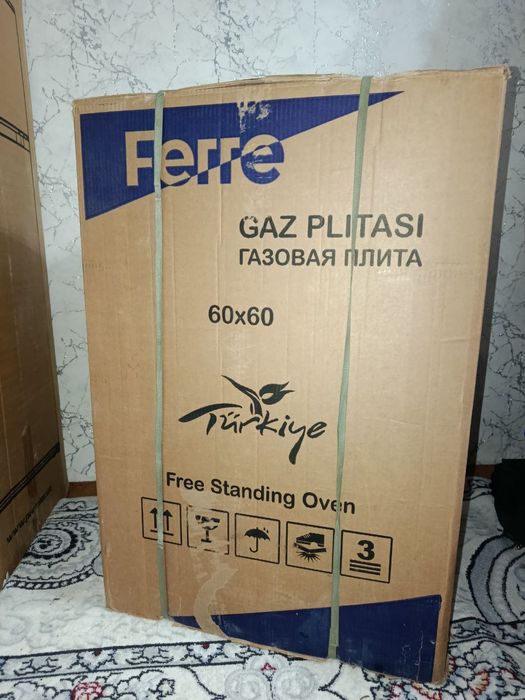 Ferre
GAZ PLITASI
ГАЗОВАЯ ПЛИТА
60x60
Türkiye
Free Standing Oven
3